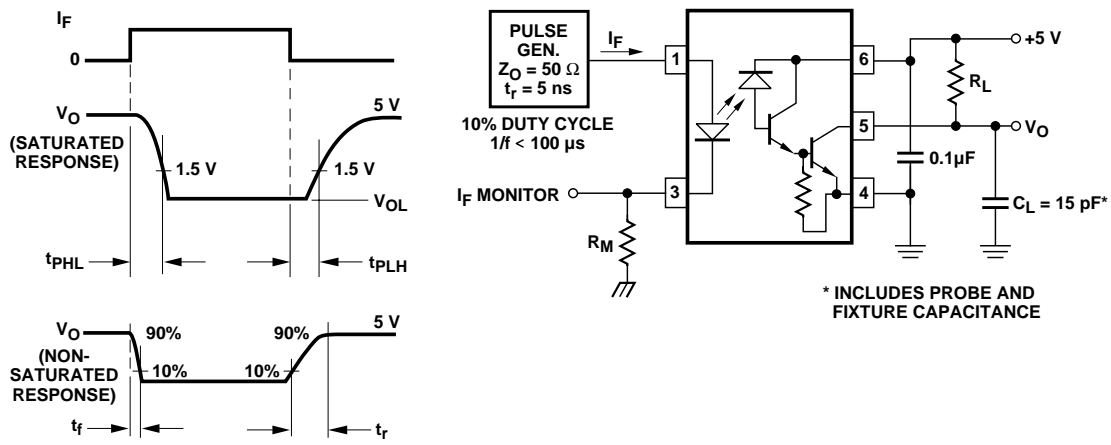 I_F
0
V_O
(SATURATED
RESPONSE)
5 V
1.5 V
1.5 V
V_OL
t_PHL
t_PLH
V_O
(NON-
SATURATED
RESPONSE)
90%
90%
5 V
10%
10%
t_f
t_r
PULSE
GEN.
Z_O = 50 Ω
t_r = 5 ns
I_F
10% DUTY CYCLE
1/f < 100 µs
I_F MONITOR
R_M
1
3
6
5
4
+5 V
R_L
V_O
0.1µF
C_L = 15 pF*
* INCLUDES PROBE AND
FIXTURE CAPACITANCE